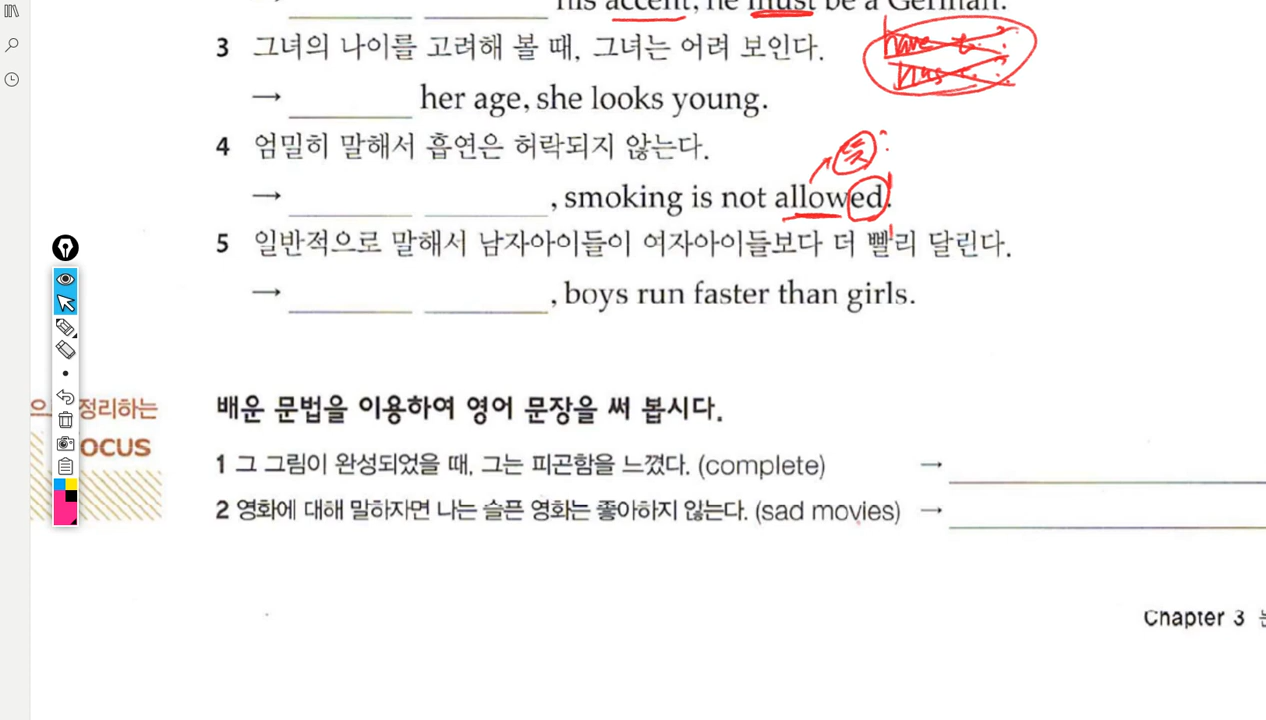 his accent, he must be a German.
3 그녀의 나이를 고려해 볼 때, 그녀는 어려 보인다.
have to
has
→ her age, she looks young.
4 엄밀히 말해서 흡연은 허락되지 않는다.
뜻
→ , smoking is not allowed.
5 일반적으로 말해서 남자아이들이 여자아이들보다 더 빨리 달린다.
→ , boys run faster than girls.
으 정리하는
OCUS
배운 문법을 이용하여 영어 문장을 써 봅시다.
1 그 그림이 완성되었을 때, 그는 피곤함을 느꼈다. (complete) →
2 영화에 대해 말하자면 나는 슬픈 영화는 좋아하지 않는다. (sad movies) →
Chapter 3